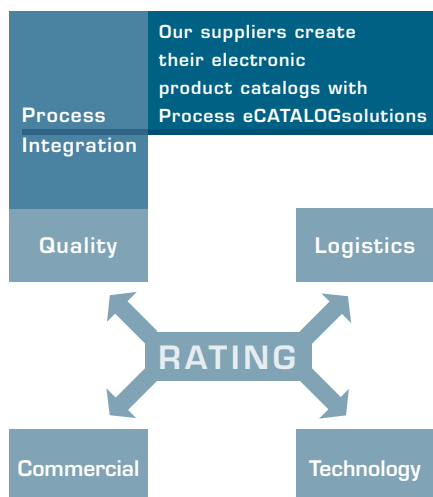 Our suppliers create
their electronic
product catalogs with
Process eCATALOGsolutions
Process
Integration
Quality
Logistics
RATING
Commercial
Technology